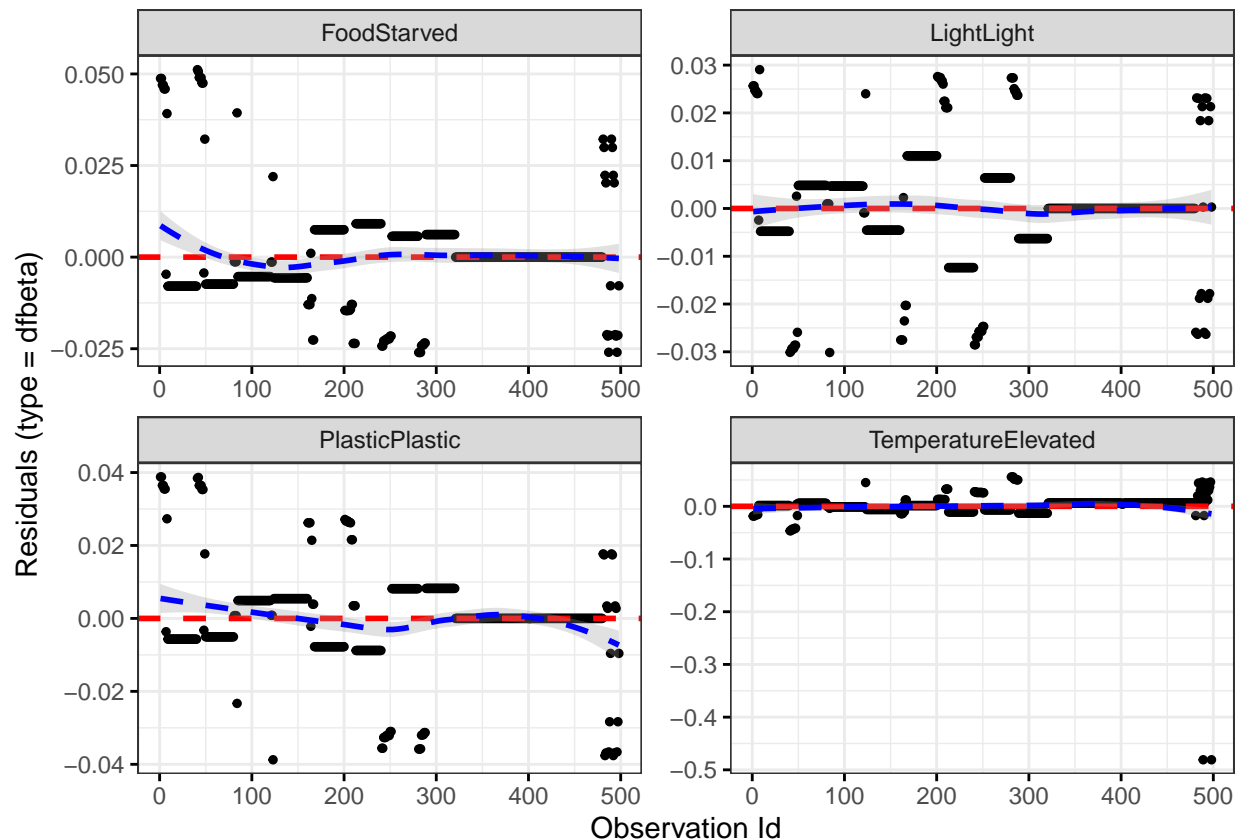 FoodStarved
LightLight
0.050
0.025
0.000
−0.025
0 100 200 300 400 500
0.03
0.02
0.01
0.00
−0.01
−0.02
−0.03
0 100 200 300 400 500
PlasticPlastic
TemperatureElevated
0.04
0.02
0.00
−0.02
−0.04
0 100 200 300 400 500
0.0
−0.1
−0.2
−0.3
−0.4
−0.5
0 100 200 300 400 500
Residuals (type = dfbeta)
Observation Id